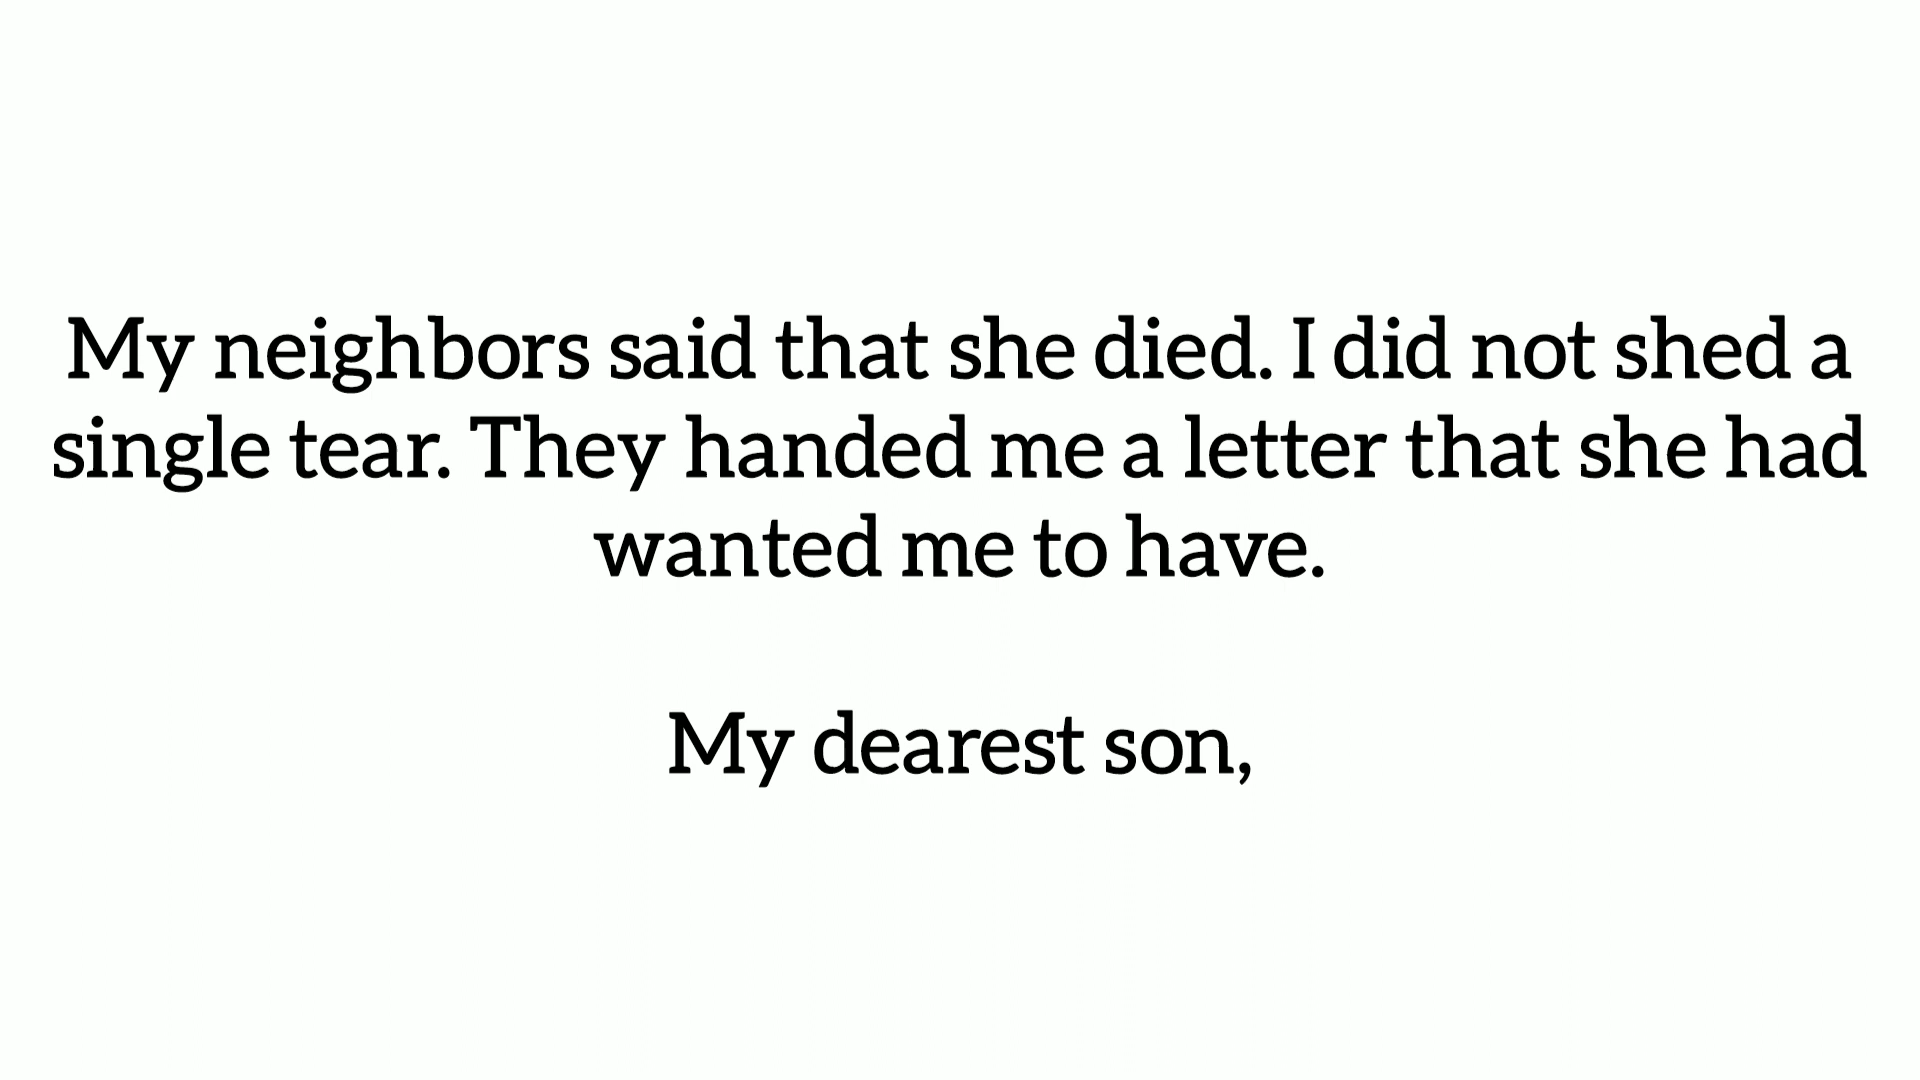 My neighbors said that she died. I did not shed a
single tear. They handed me a letter that she had
wanted me to have.
My dearest son,